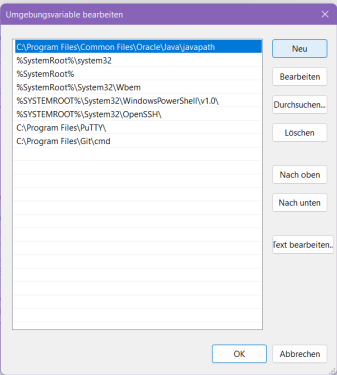 Umgebungsvariable bearbeiten
C:\Program Files\Common Files\Oracle\Java\javapath
%SystemRoot%\system32
%SystemRoot%
%SystemRoot%\System32\Wbem
%SYSTEMROOT%\System32\WindowsPowerShell\v1.0\
%SYSTEMROOT%\System32\OpenSSH\
C:\Program Files\PuTTY\
C:\Program Files\Git\cmd
Neu
Bearbeiten
Durchsuchen...
Löschen
Nach oben
Nach unten
Text bearbeiten...
OK
Abbrechen